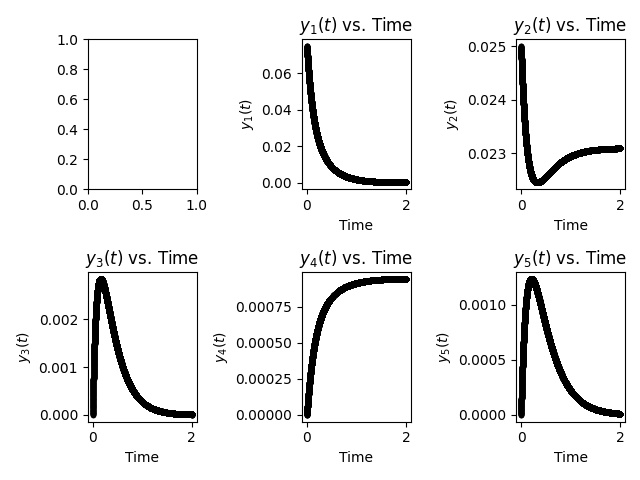 1.0
0.8
0.6
0.4
0.2
0.0
0.0 0.5 1.0
y₁(t) vs. Time
y₁(t)
0.06
0.04
0.02
0.00
0 2
Time
y₂(t) vs. Time
y₂(t)
0.025
0.024
0.023
0 2
Time
y₃(t) vs. Time
y₃(t)
0.002
0.001
0.000
0 2
Time
y₄(t) vs. Time
y₄(t)
0.00075
0.00050
0.00025
0.00000
0 2
Time
y₅(t) vs. Time
y₅(t)
0.0010
0.0005
0.0000
0 2
Time